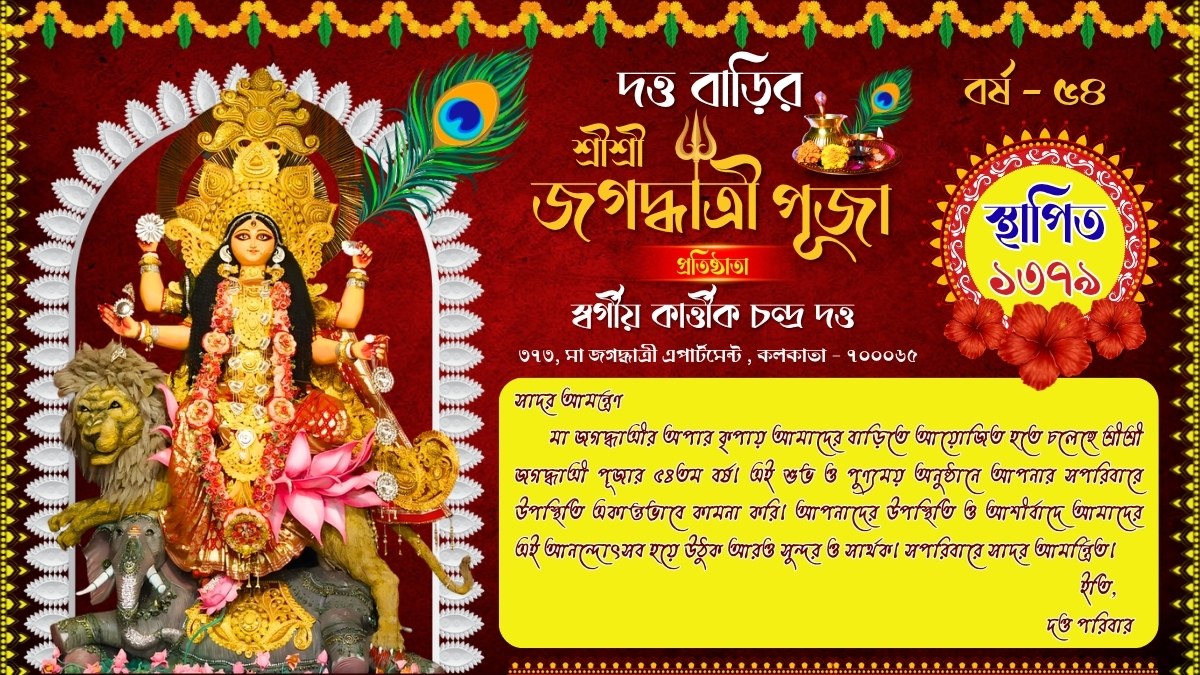 দত্ত বাড়ির
শ্রীশ্রী
জগদ্ধাত্রী পূজা
প্রতিষ্ঠাতা
স্বর্গীয় কার্ত্তীক চন্দ্র দত্ত
৩৭৩, মা জগদ্ধাত্রী এপার্টমেন্ট , কলকাতা - ৭০০০৬৫
বর্ষ - ৫৪
স্থাপিত
১৩৭৯
সাদর আমন্ত্রণ
মা জগদ্ধাত্রীর অপার কৃপায় আমাদের বাড়িতে আয়োজিত হতে চলেছে শ্রীশ্রী
জগদ্ধাত্রী পূজার ৫৪তম বর্ষ। এই শুভ ও পুণ্যময় অনুষ্ঠানে আপনার সপরিবারে
উপস্থিতি একান্তভাবে কামনা করি। আপনাদের উপস্থিতি ও আশীর্বাদে আমাদের
এই আনন্দোৎসব হয়ে উঠুক আরও সুন্দর ও সার্থক। সপরিবারে সাদর আমন্ত্রিত।
ইতি,
দত্ত পরিবার